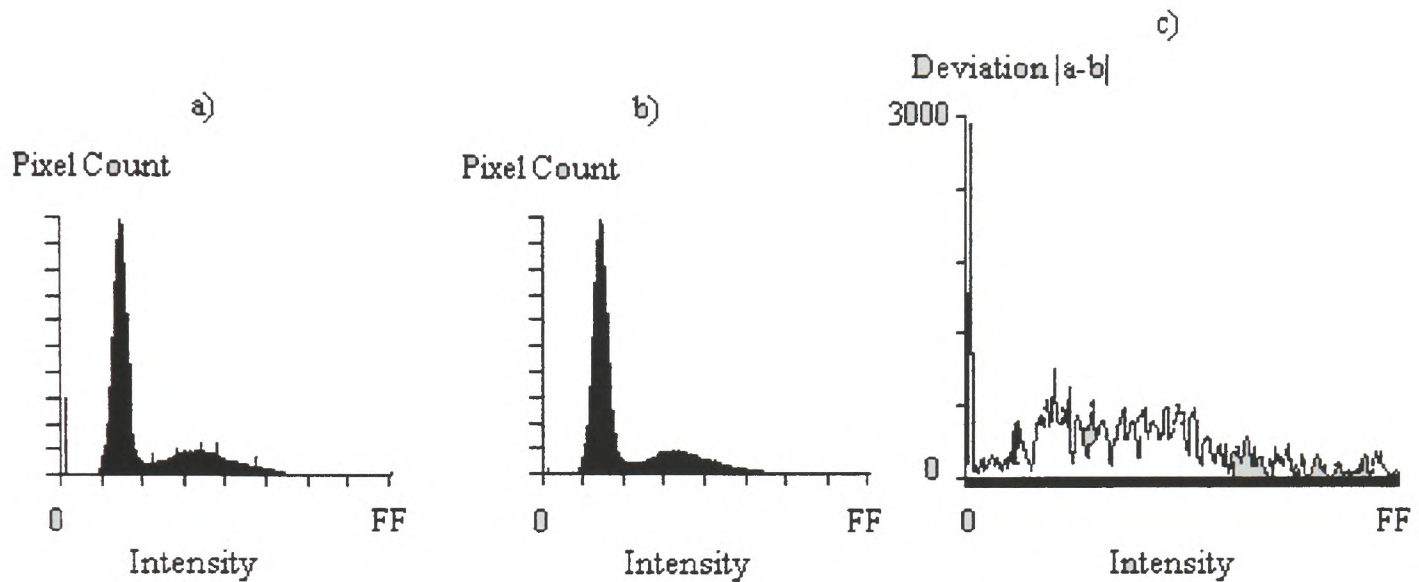 a)
Pixel Count
0
FF
Intensity
b)
Pixel Count
0
FF
Intensity
c)
Deviation |a-b|
3000
0
0
FF
Intensity